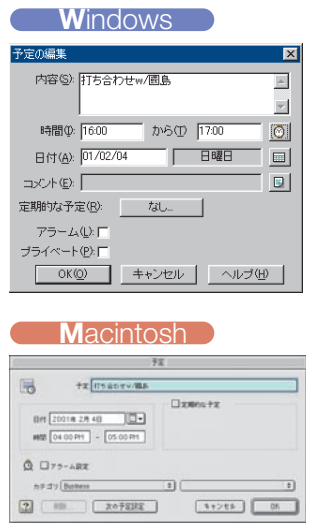 Windows
予定の編集
内容(S): 打ち合わせw/圃島
時間(I): 16:00 から(T) 17:00
日付(A): 01/02/04 日曜日
コメント(E):
定期的な予定(R): なし...
アラーム(L):
プライベート(P):
OK(O) キャンセル ヘルプ(H)
Macintosh
予定
予定 打ち合わせw/圃島
定期的な予定
日付 2001年 2月 4日
時間 04:00 PM - 05:00 PM
アラーム設定
カテゴリ Business
削除... 次の予定設定 キャンセル OK